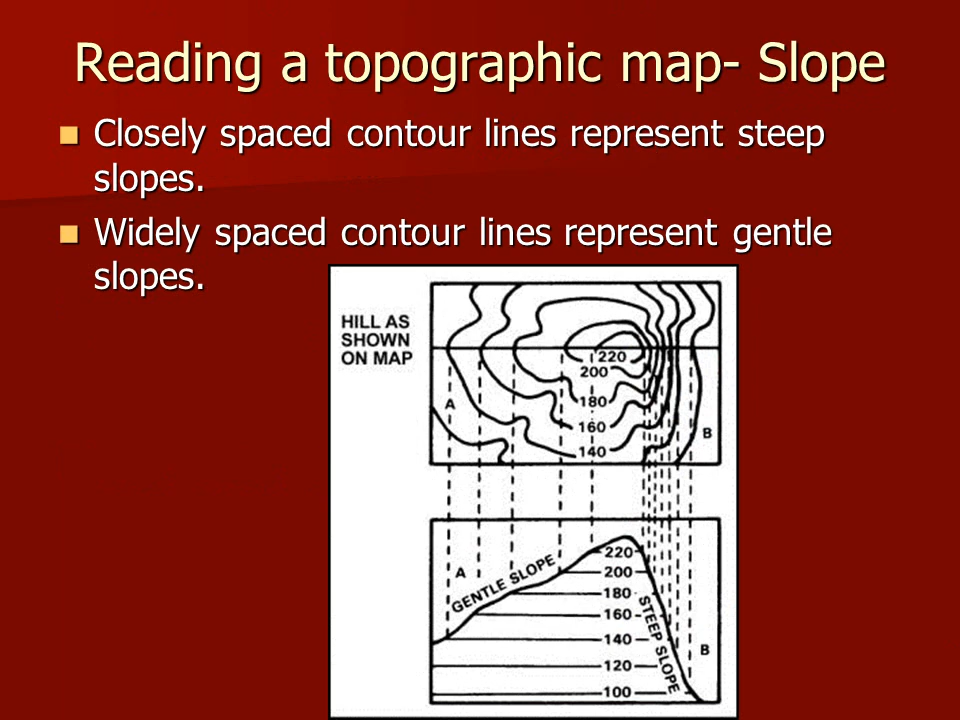 Reading a topographic map- Slope
Closely spaced contour lines represent steep
slopes.
Widely spaced contour lines represent gentle
slopes.
HILL AS
SHOWN
ON MAP
220
200
A
180
160
B
140
220
A
GENTLE SLOPE
200
180
STEEP SLOPE
160
140
B
120
100